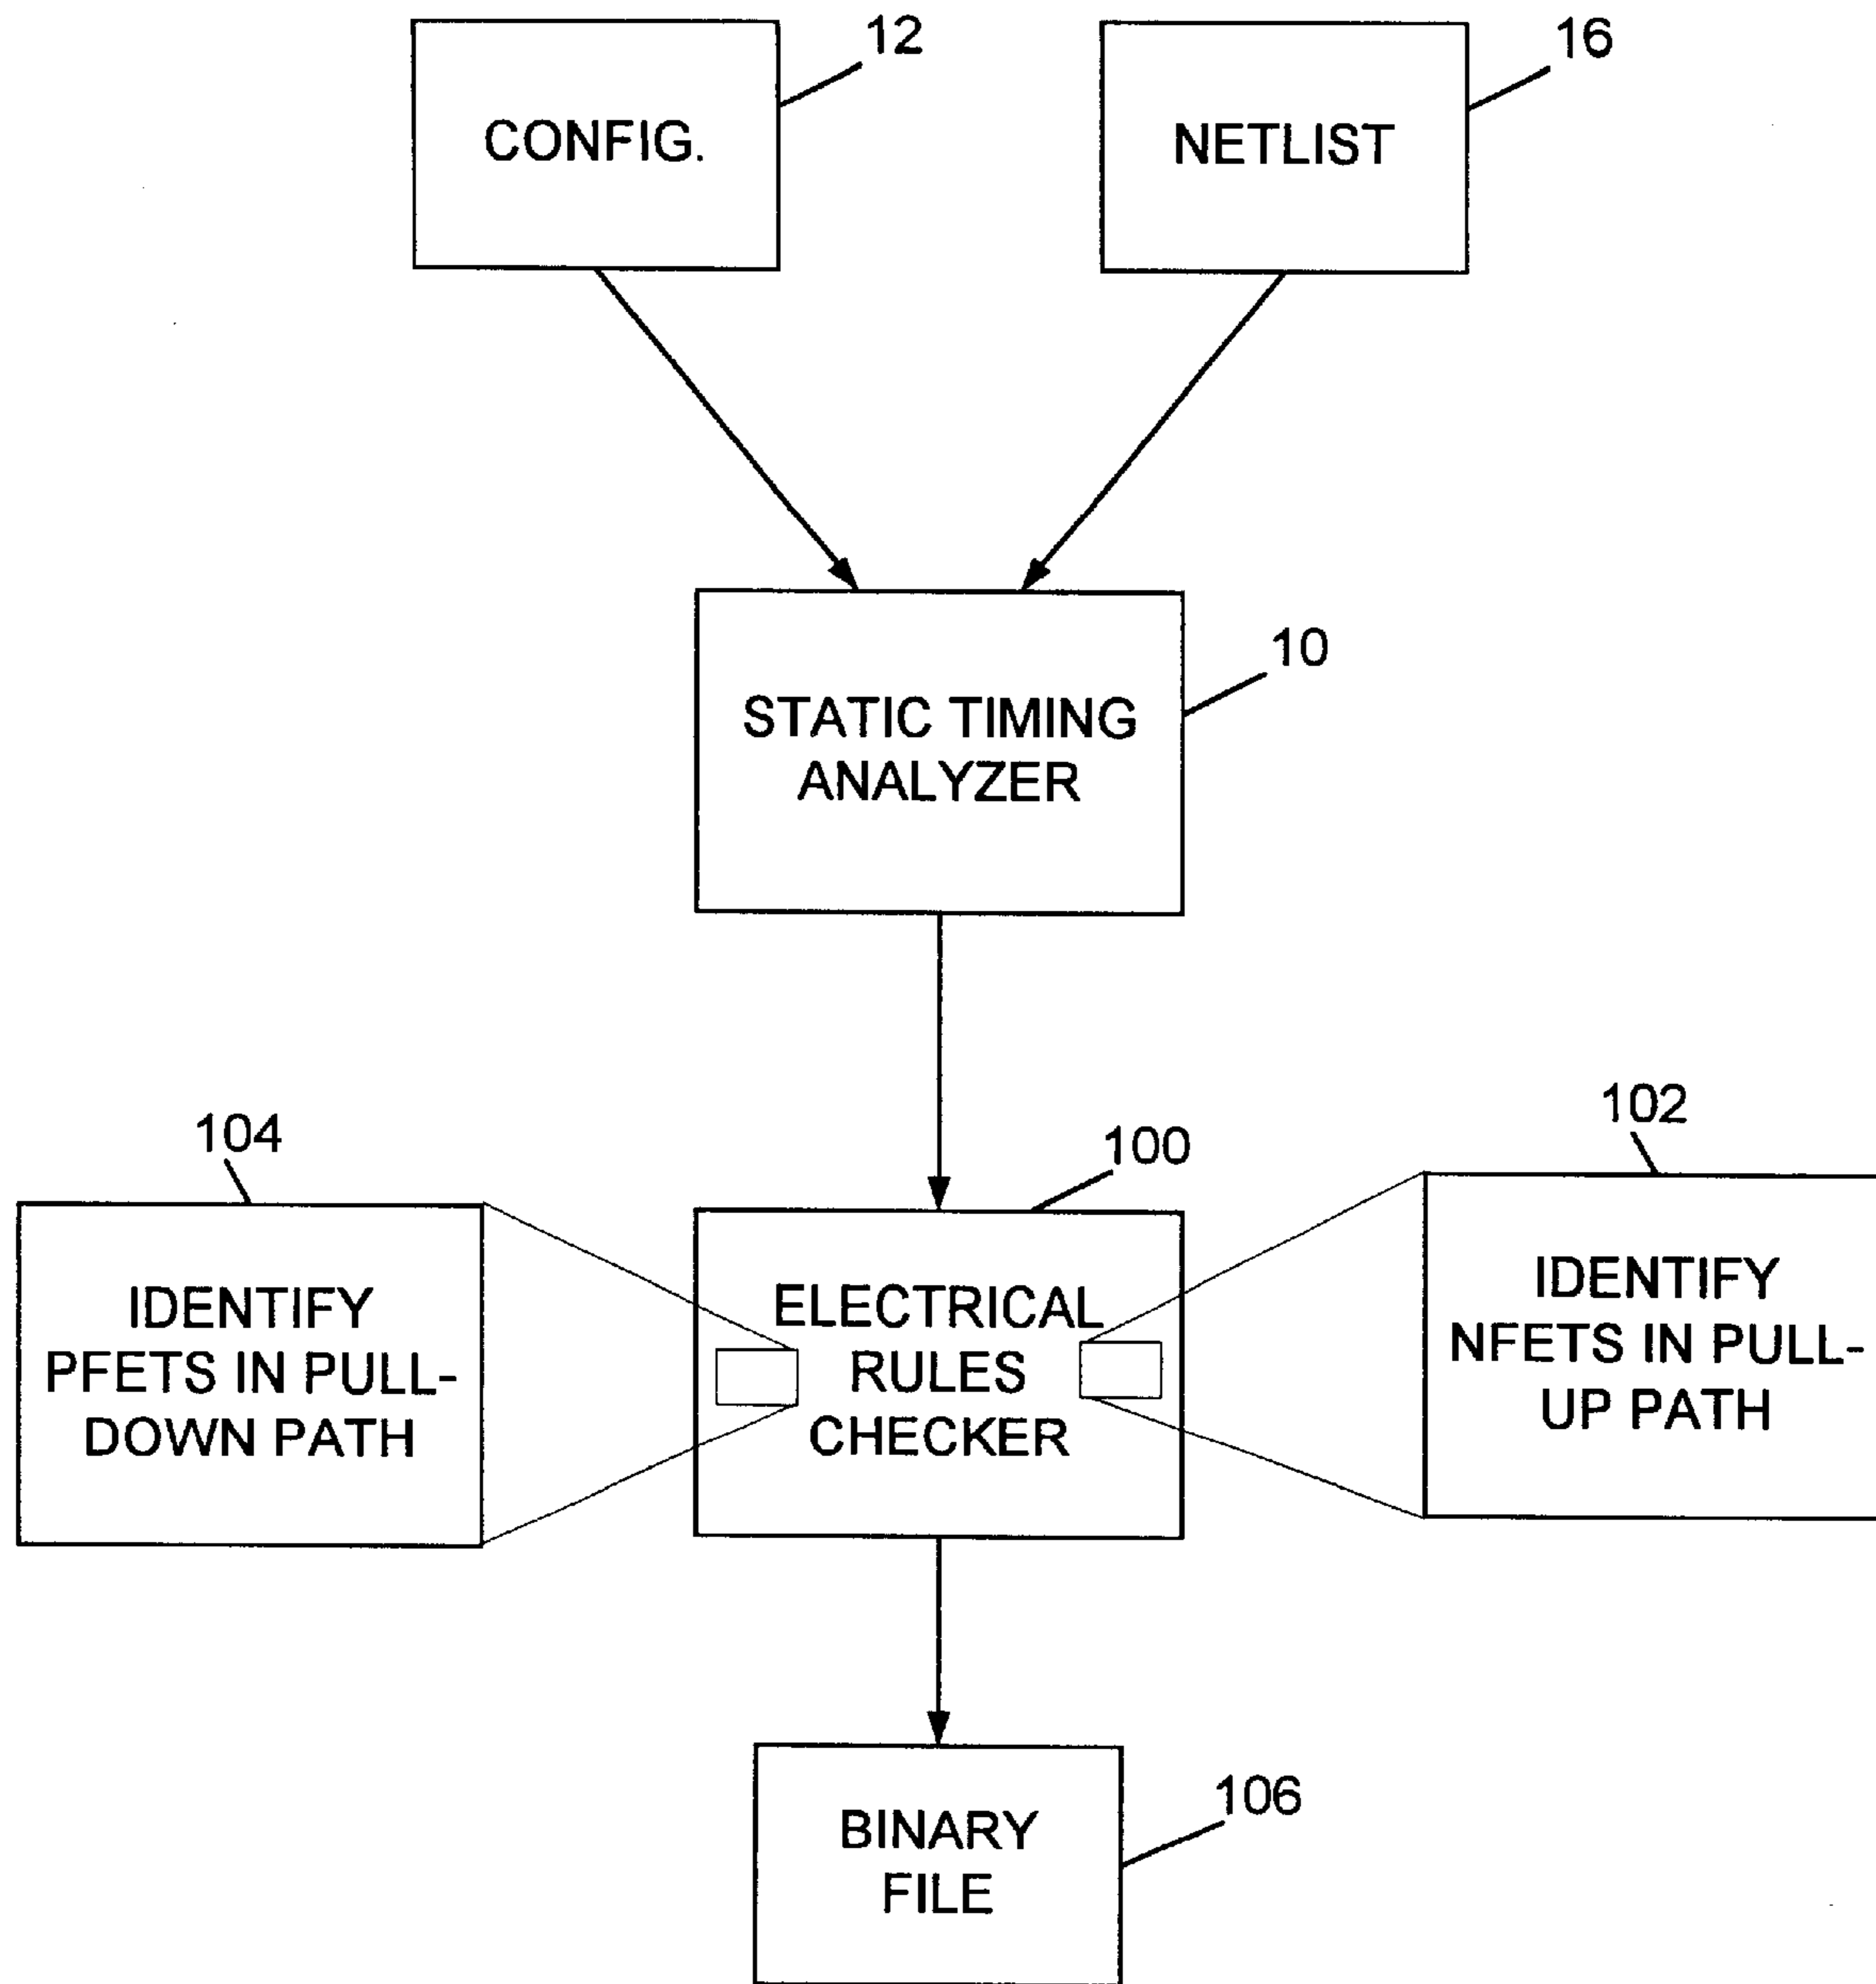 12
CONFIG.
16
NETLIST
10
STATIC TIMING
ANALYZER
104
IDENTIFY
PFETS IN PULL-
DOWN PATH
100
ELECTRICAL
RULES
CHECKER
102
IDENTIFY
NFETS IN PULL-
UP PATH
106
BINARY
FILE